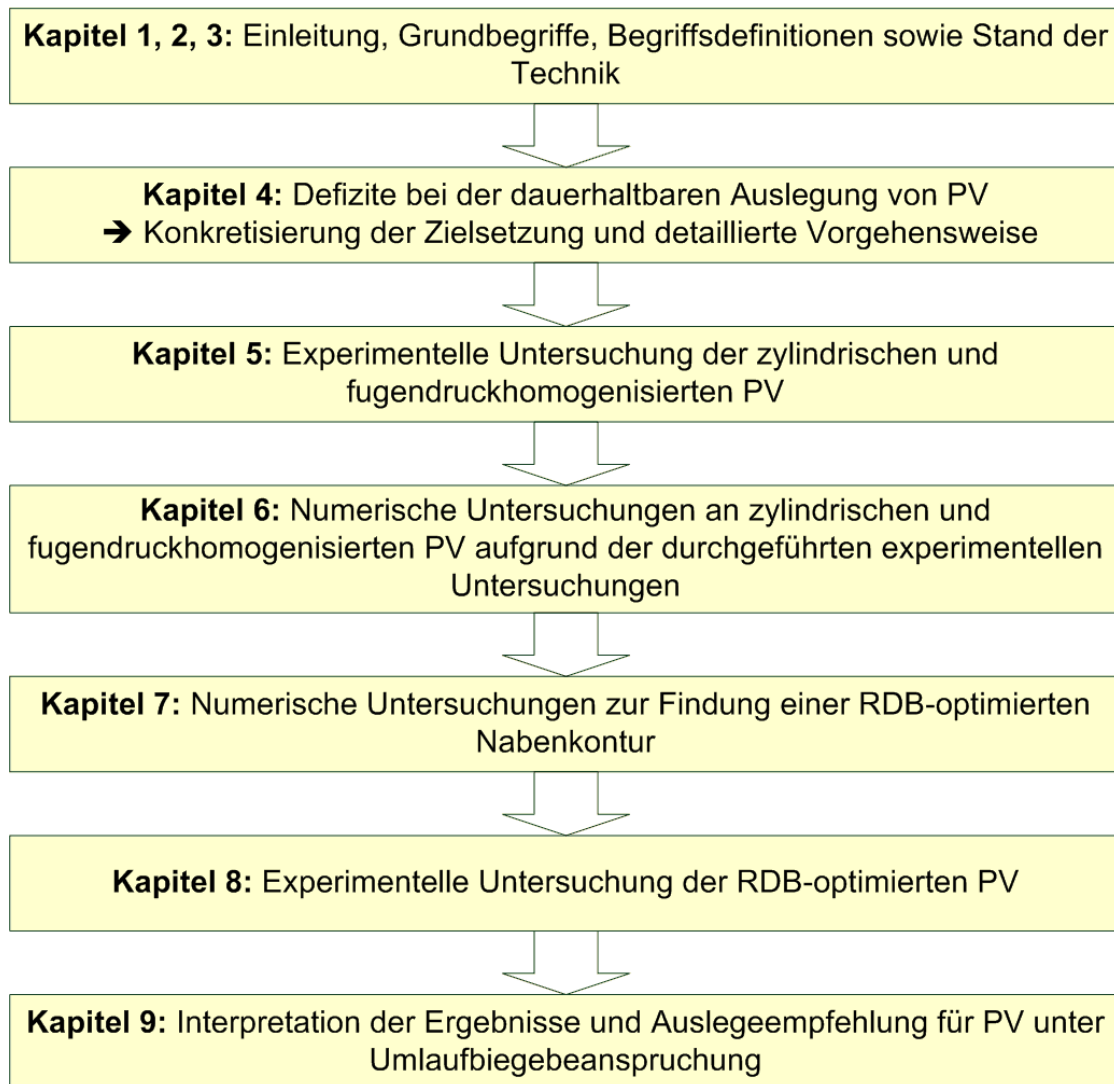 Kapitel 1, 2, 3: Einleitung, Grundbegriffe, Begriffsdefinitionen sowie Stand der
Technik
Kapitel 4: Defizite bei der dauerhaltbaren Auslegung von PV
➔ Konkretisierung der Zielsetzung und detaillierte Vorgehensweise
Kapitel 5: Experimentelle Untersuchung der zylindrischen und
fugendruckhomogenisierten PV
Kapitel 6: Numerische Untersuchungen an zylindrischen und
fugendruckhomogenisierten PV aufgrund der durchgeführten experimentellen
Untersuchungen
Kapitel 7: Numerische Untersuchungen zur Findung einer RDB-optimierten
Nabenkontur
Kapitel 8: Experimentelle Untersuchung der RDB-optimierten PV
Kapitel 9: Interpretation der Ergebnisse und Auslegeempfehlung für PV unter
Umlaufbiegebeanspruchung